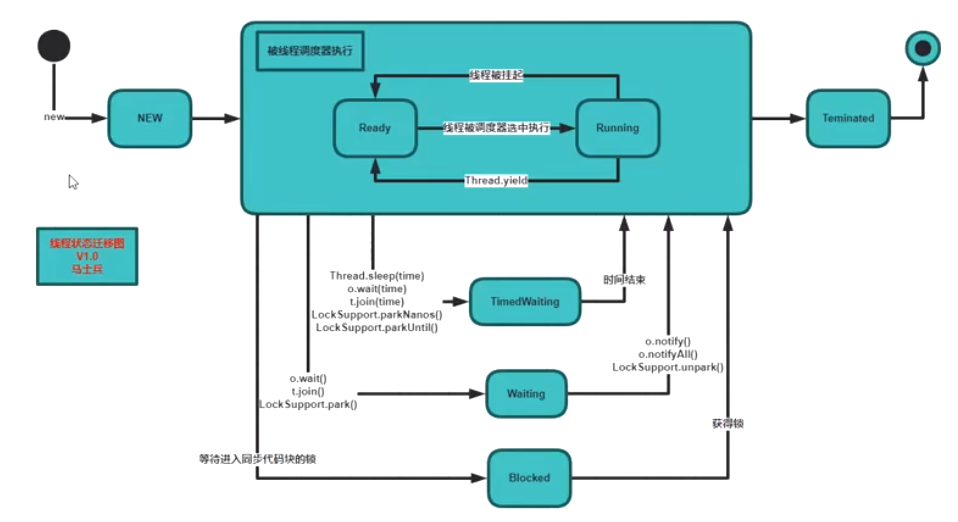 被线程调度器执行
线程被挂起
new
NEW
Ready
线程被调度器选中执行
Running
Teminated
Thread.yield
线程状态迁移图
V1.0
马士兵
Thread.sleep(time)
o.wait(time)
t.join(time)
LockSupport.parkNanos()
LockSupport.parkUntil()
TimedWaiting
时间结束
o.notify()
o.notifyAll()
LockSupport.unpark()
o.wait()
t.join()
LockSupport.park()
Waiting
获得锁
等待进入同步代码块的锁
Blocked